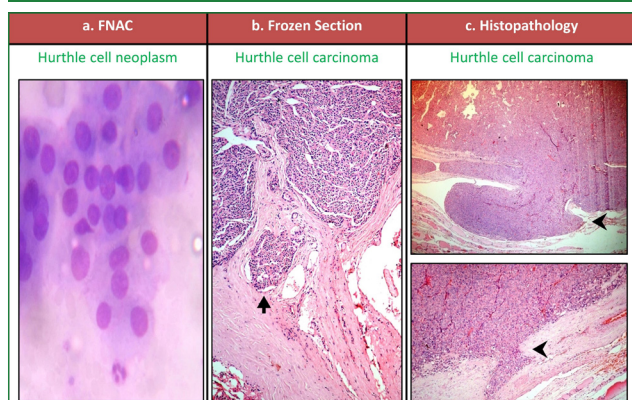 a. FNAC
b. Frozen Section
c. Histopathology
Hurthle cell neoplasm
Hurthle cell carcinoma
Hurthle cell carcinoma